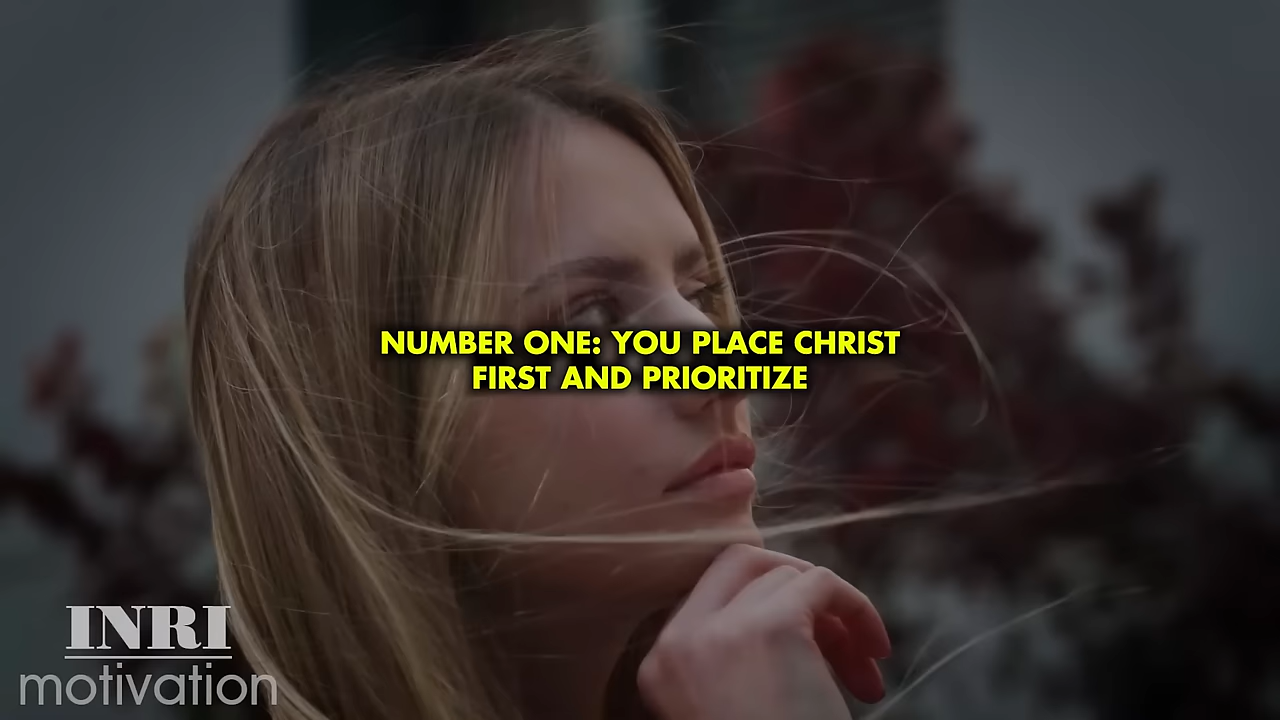 NUMBER ONE: YOU PLACE CHRIST
FIRST AND PRIORITIZE
INRI
motivation